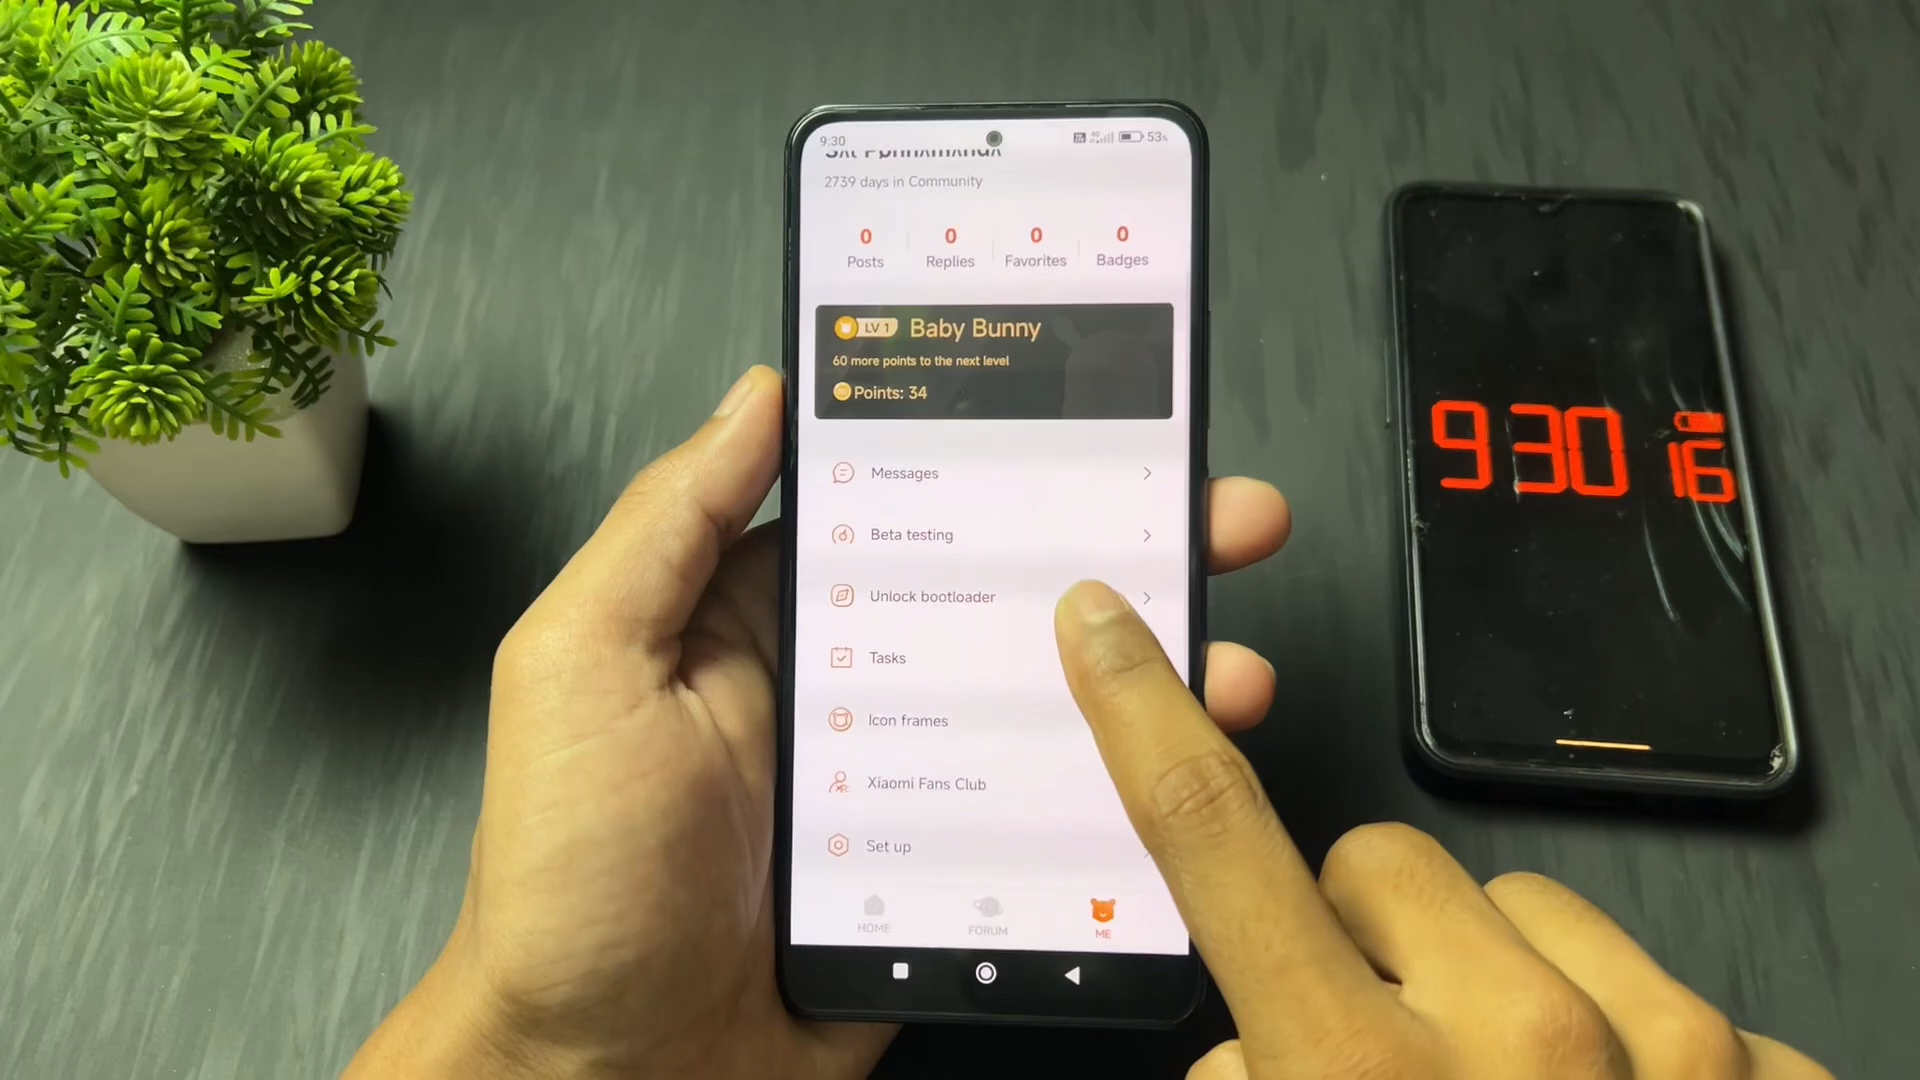 9:30
53%
2739 days in Community
0 0 0 0
Posts Replies Favorites Badges
LV 1 Baby Bunny
60 more points to the next level
Points: 34
Messages
Beta testing
Unlock bootloader
Tasks
Icon frames
Xiaomi Fans Club
Set up
HOME FORUM ME
9 30 16